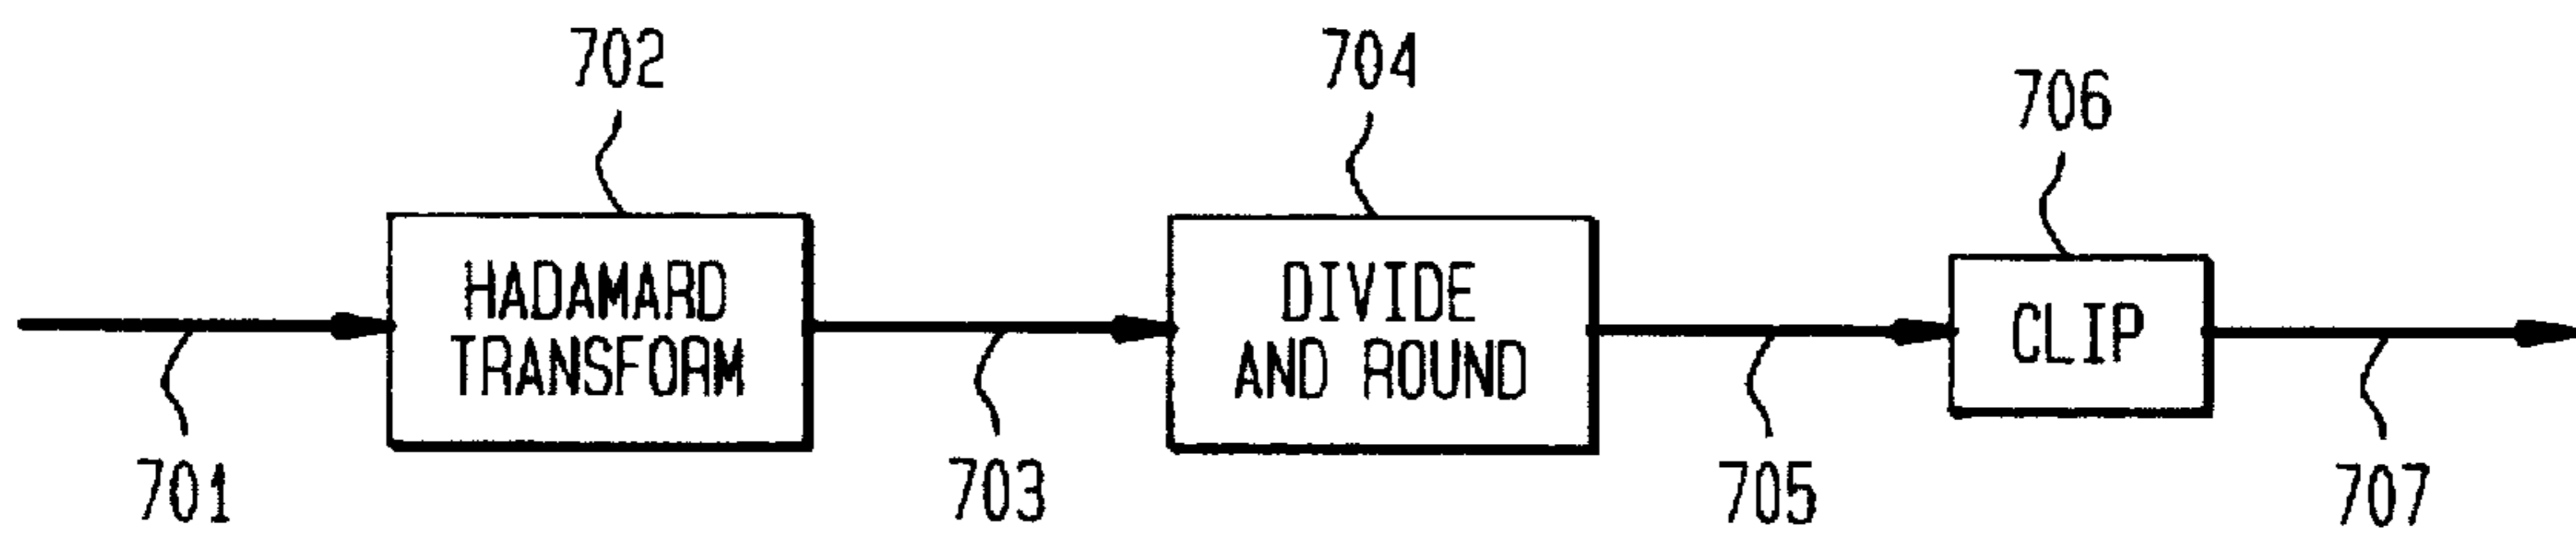 702
704
706
HADAMARD
TRANSFORM
DIVIDE
AND ROUND
CLIP
701
703
705
707